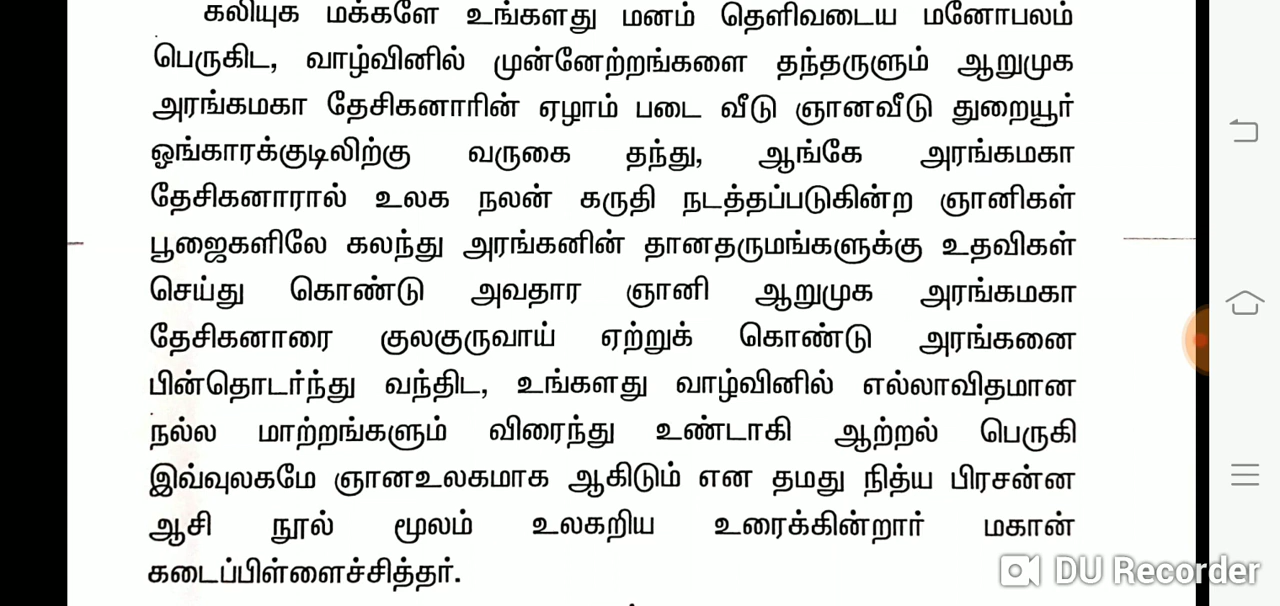 கலியுக மக்களே உங்களது மனம் தெளிவடைய மனோபலம்
பெருகிட, வாழ்வினில் முன்னேற்றங்களை தந்தருளும் ஆறுமுக
அரங்கமகா தேசிகனாரின் ஏழாம் படை வீடு ஞானவீடு துறையூர்
ஓங்காரக்குடிலிற்கு வருகை தந்து, ஆங்கே அரங்கமகா
தேசிகனாரால் உலக நலன் கருதி நடத்தப்படுகின்ற ஞானிகள்
பூஜைகளிலே கலந்து அரங்கனின் தானதருமங்களுக்கு உதவிகள்
செய்து கொண்டு அவதார ஞானி ஆறுமுக அரங்கமகா
தேசிகனாரை குலகுருவாய் ஏற்றுக் கொண்டு அரங்கனை
பின்தொடர்ந்து வந்திட, உங்களது வாழ்வினில் எல்லாவிதமான
நல்ல மாற்றங்களும் விரைந்து உண்டாகி ஆற்றல் பெருகி
இவ்வுலகமே ஞானஉலகமாக ஆகிடும் என தமது நித்ய பிரசன்ன
ஆசி நூல் மூலம் உலகறிய உரைக்கின்றார் மகான்
கடைப்பிள்ளைச்சித்தர்.
DU Recorder